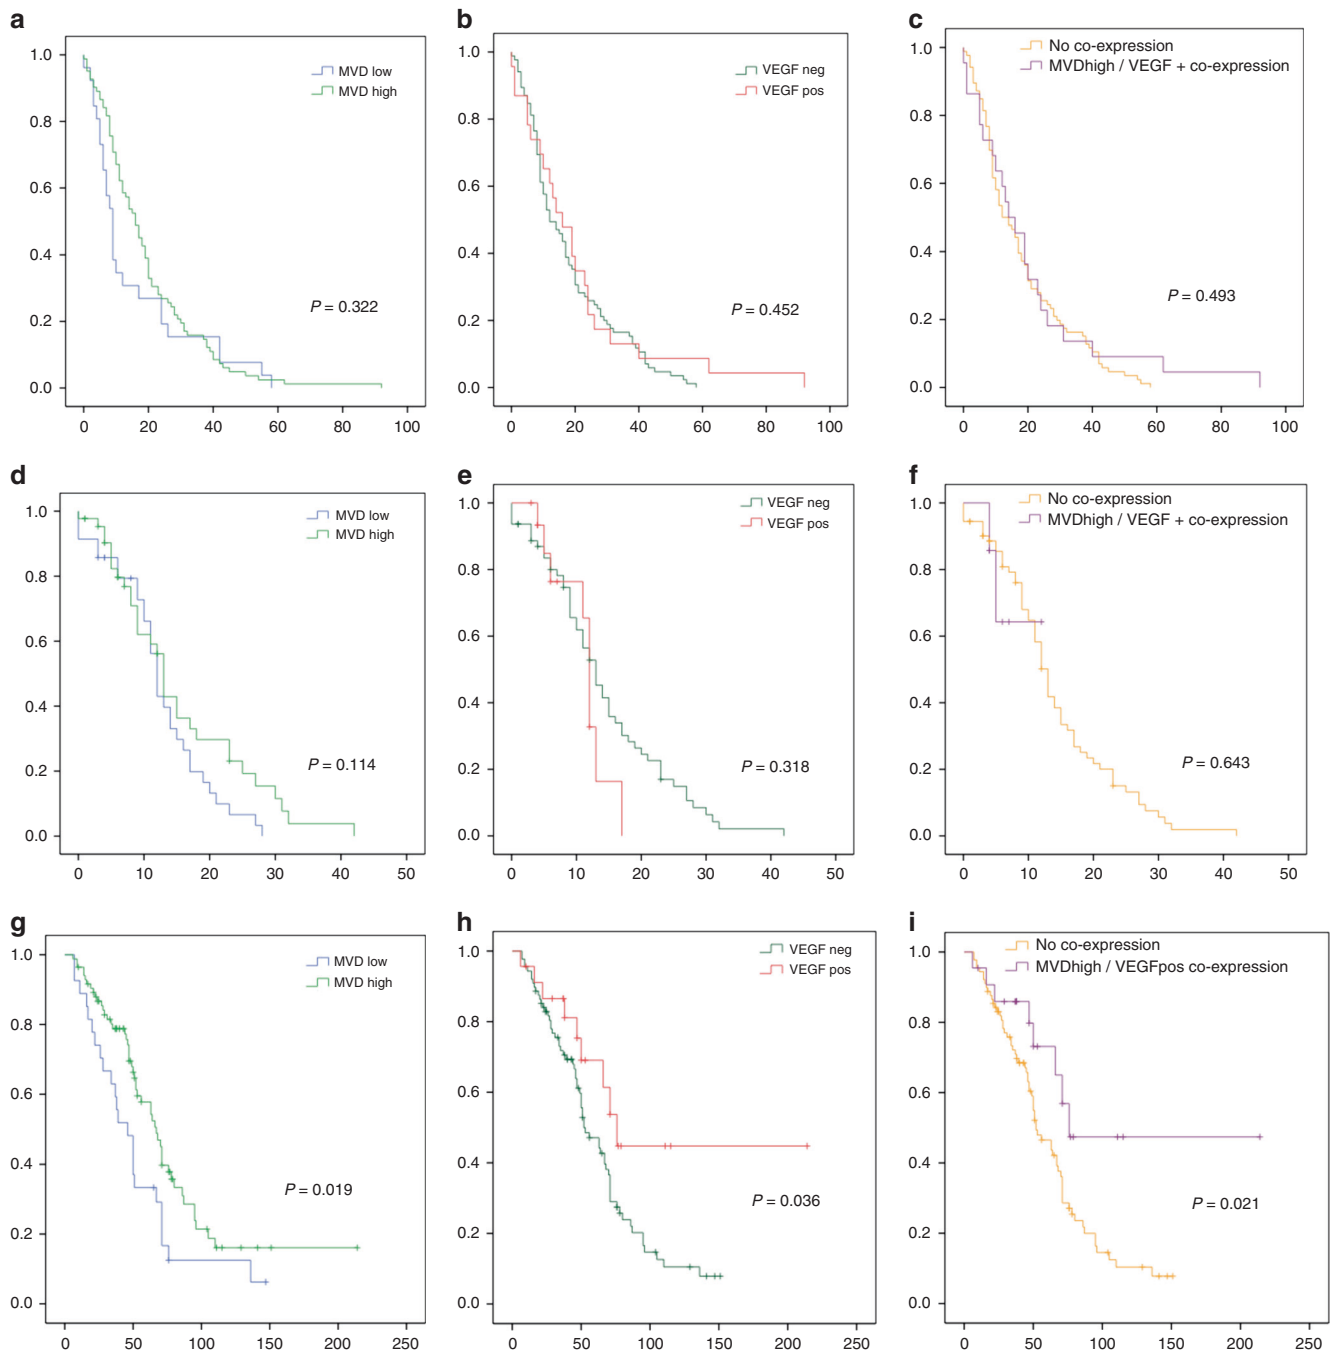 a
1.0
0.8
0.6
0.4
0.2
0.0
MVD low
MVD high
P = 0.322
0 20 40 60 80 100
b
1.0
0.8
0.6
0.4
0.2
0.0
VEGF neg
VEGF pos
P = 0.452
0 20 40 60 80 100
c
1.0
0.8
0.6
0.4
0.2
0.0
No co-expression
MVDhigh / VEGF + co-expression
P = 0.493
0 20 40 60 80 100
d
1.0
0.8
0.6
0.4
0.2
0.0
MVD low
MVD high
P = 0.114
0 10 20 30 40 50
e
1.0
0.8
0.6
0.4
0.2
0.0
VEGF neg
VEGF pos
P = 0.318
0 10 20 30 40 50
f
1.0
0.8
0.6
0.4
0.2
0.0
No co-expression
MVDhigh / VEGF + co-expression
P = 0.643
0 10 20 30 40 50
g
1.0
0.8
0.6
0.4
0.2
0.0
MVD low
MVD high
P = 0.019
0 50 100 150 200 250
h
1.0
0.8
0.6
0.4
0.2
0.0
VEGF neg
VEGF pos
P = 0.036
0 50 100 150 200 250
i
1.0
0.8
0.6
0.4
0.2
0.0
No co-expression
MVDhigh / VEGFpos co-expression
P = 0.021
0 50 100 150 200 250